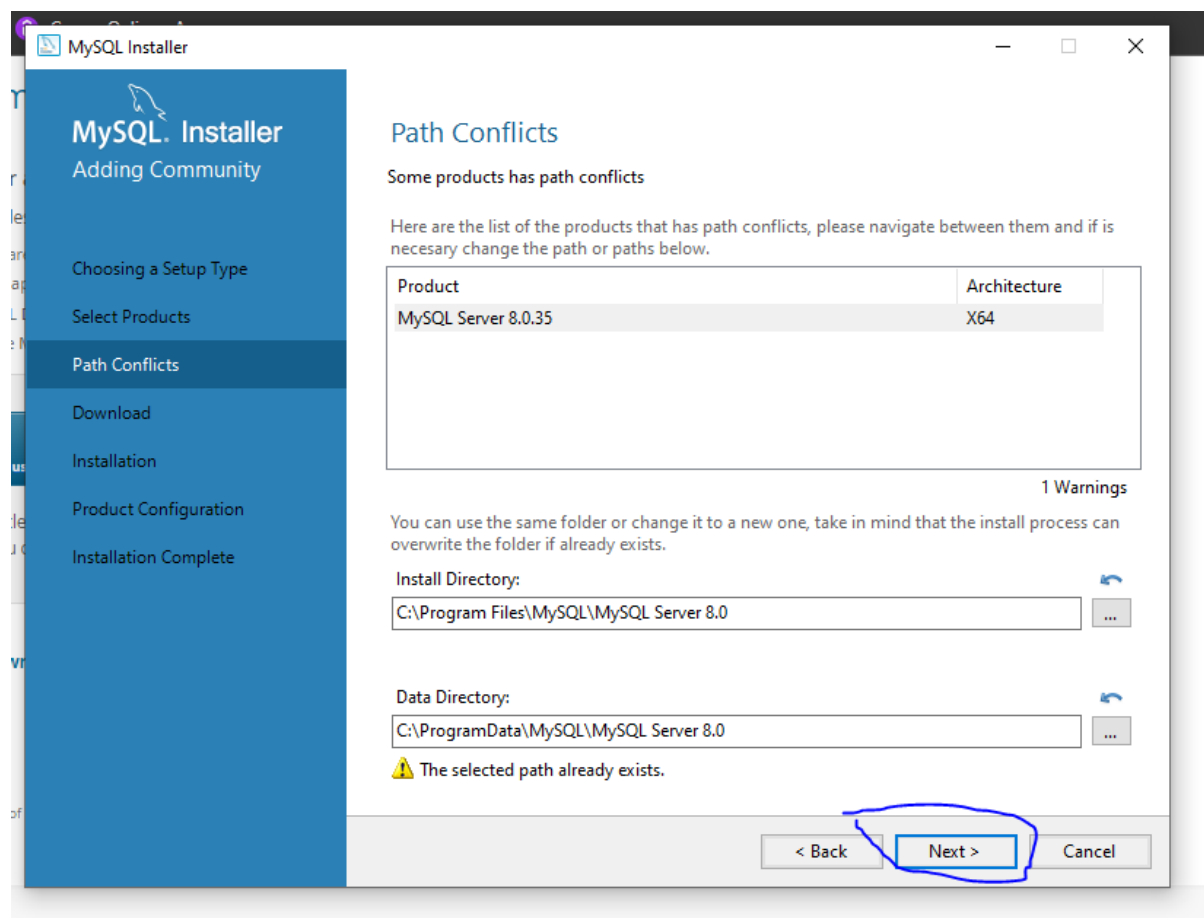 MySQL Installer
MySQL. Installer
Adding Community
Choosing a Setup Type
Select Products
Path Conflicts
Download
Installation
Product Configuration
Installation Complete
Path Conflicts
Some products has path conflicts
Here are the list of the products that has path conflicts, please navigate between them and if is
necesary change the path or paths below.
Product Architecture
MySQL Server 8.0.35 X64
1 Warnings
You can use the same folder or change it to a new one, take in mind that the install process can
overwrite the folder if already exists.
Install Directory:
C:\Program Files\MySQL\MySQL Server 8.0
...
Data Directory:
C:\ProgramData\MySQL\MySQL Server 8.0
...
The selected path already exists.
< Back Next > Cancel